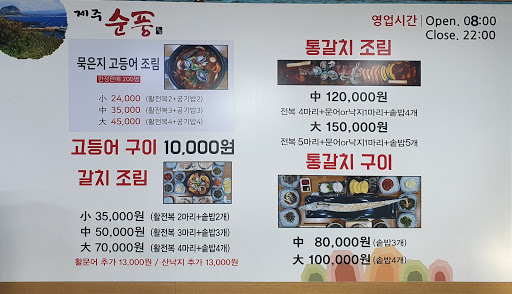 제주 순풍
영업시간 Open. 08:00
Close. 22:00
묵은지 고등어 조림
한정판매 200명
小 24,000 (활전복2+공기밥2)
中 35,000 (활전복3+공기밥3)
大 45,000 (활전복4+공기밥4)
고등어 구이 10,000원
갈치 조림
小 35,000원 (활전복 2마리+솥밥2개)
中 50,000원 (활전복 3마리+솥밥3개)
大 70,000원 (활전복 4마리+솥밥4개)
활문어 추가 13,000원 / 산낙지 추가 13,000원
통갈치 조림
中 120,000원
전복 4마리+문어or낙지1마리+솥밥4개
大 150,000원
전복 5마리+문어or낙지1마리+솥밥5개
통갈치 구이
中 80,000원 (솥밥3개)
大 100,000원 (솥밥4개)